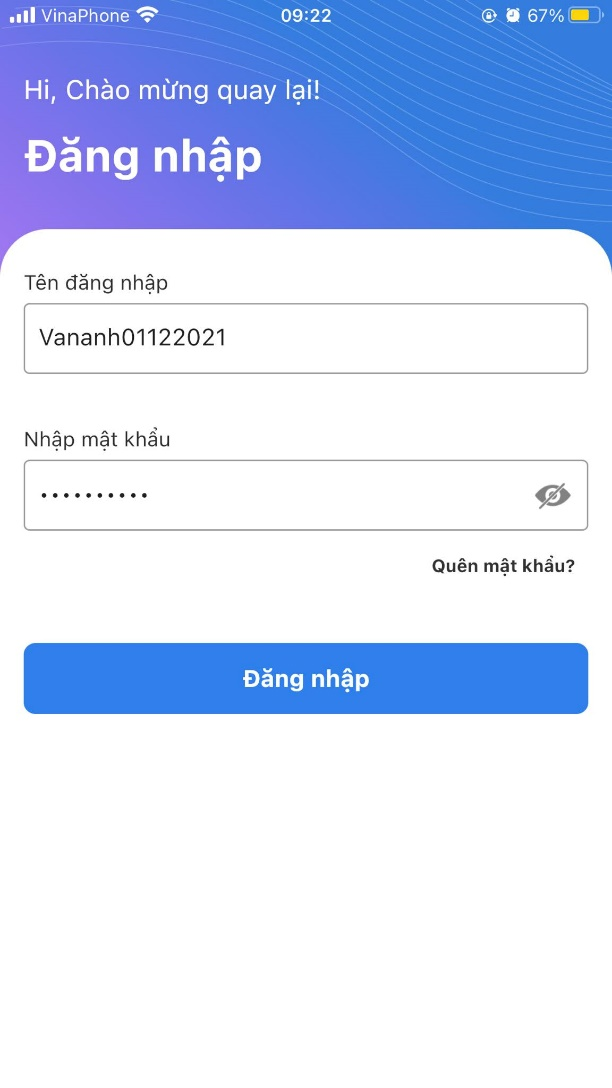 VinaPhone 09:22 67%
Hi, Chào mừng quay lại!
Đăng nhập
Tên đăng nhập
Vananh01122021
Nhập mật khẩu
••••••••••
Quên mật khẩu?
Đăng nhập